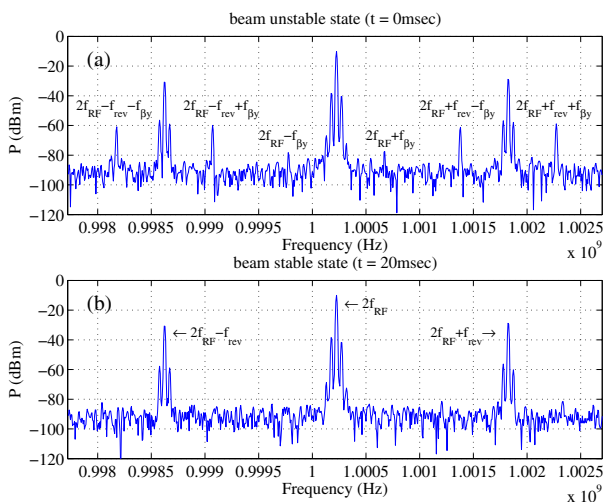 beam unstable state (t = 0msec)
(a)
P (dBm)
0
−20
−40
−60
−80
−100
−120
2f_RF−f_rev−f_βy
2f_RF−f_rev+f_βy
2f_RF−f_βy
2f_RF+f_βy
2f_RF+f_rev−f_βy
2f_RF+f_rev+f_βy
0.998 0.9985 0.999 0.9995 1 1.0005 1.001 1.0015 1.002 1.0025
Frequency (Hz)
x 10^9
beam stable state (t = 20msec)
(b)
P (dBm)
0
−20
−40
−60
−80
−100
−120
← 2f_RF−f_rev
← 2f_RF
2f_RF+f_rev →
0.998 0.9985 0.999 0.9995 1 1.0005 1.001 1.0015 1.002 1.0025
Frequency (Hz)
x 10^9